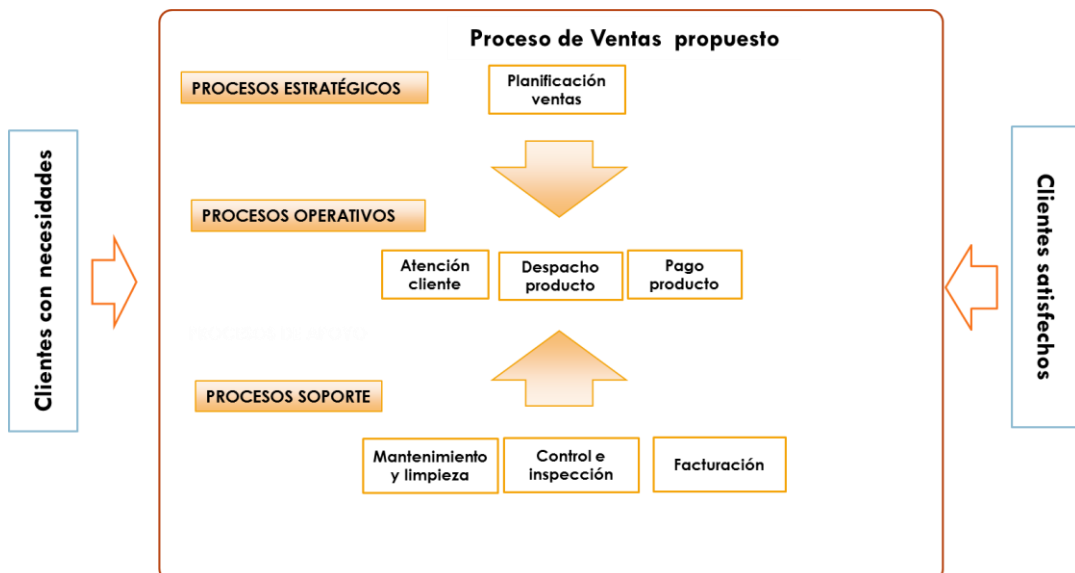 Proceso de Ventas propuesto
PROCESOS ESTRATÉGICOS
Planificación
ventas
Clientes con necesidades
PROCESOS OPERATIVOS
Atención
cliente
Despacho
producto
Pago
producto
Clientes satisfechos
PROCESOS SOPORTE
Mantenimiento
y limpieza
Control e
inspección
Facturación